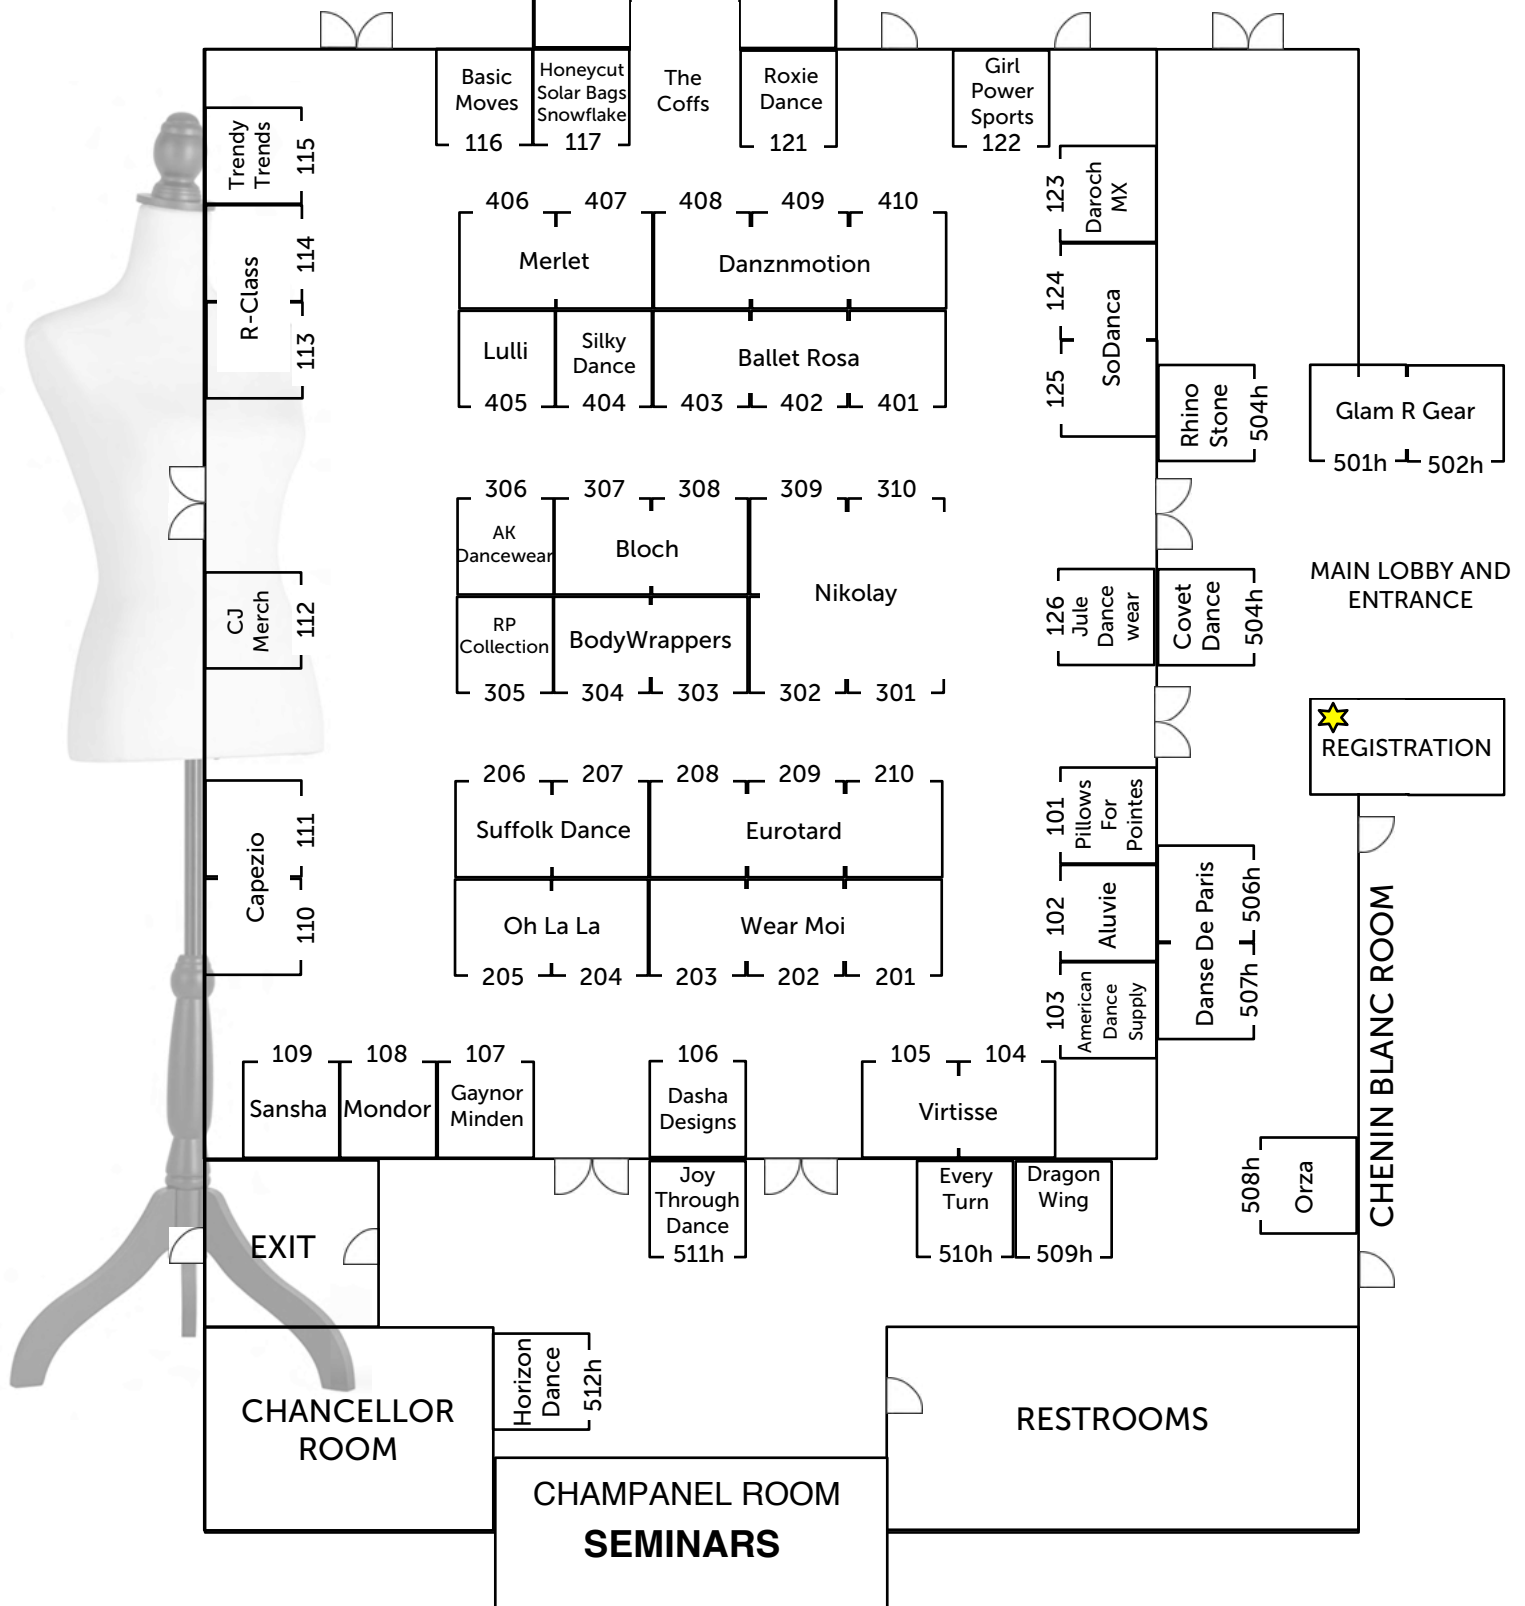 Basic
Moves
116
Honeycut
Solar Bags
Snowflake
117
The
Coffs
Roxie
Dance
121
Girl
Power
Sports
122
Trendy
Trends
115
R-Class
114
113
CJ
Merch
112
Capezio
111
110
406 407 408 409 410
Merlet
Danznmotion
Lulli
Silky
Dance
Ballet Rosa
405 404 403 402 401
306 307 308 309 310
AK
Dancewear
Bloch
Nikolay
RP
Collection
BodyWrappers
305 304 303 302 301
206 207 208 209 210
Suffolk Dance
Eurotard
Oh La La
Wear Moi
205 204 203 202 201
123
Daroch
MX
124
125
SoDanca
Rhino
Stone
504h
Glam R Gear
501h 502h
126
Jule
Dance
wear
Covet
Dance
504h
MAIN LOBBY AND
ENTRANCE
REGISTRATION
101
Pillows
For
Pointes
102
Aluvie
103
American
Dance
Supply
Danse De Paris
506h
507h
CHENIN BLANC ROOM
109 108 107 106 105 104
Sansha
Mondor
Gaynor
Minden
Dasha
Designs
Virtisse
Joy
Through
Dance
511h
Every
Turn
510h
Dragon
Wing
509h
508h
Orza
EXIT
CHANCELLOR
ROOM
Horizon
Dance
512h
RESTROOMS
CHAMPANEL ROOM
SEMINARS